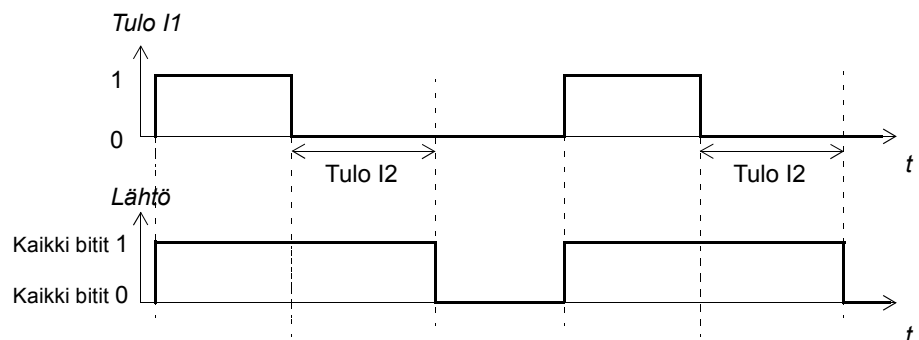 Tulo I1
1
0
Tulo I2
Tulo I2
t
Lähtö
Kaikki bitit 1
Kaikki bitit 0
t